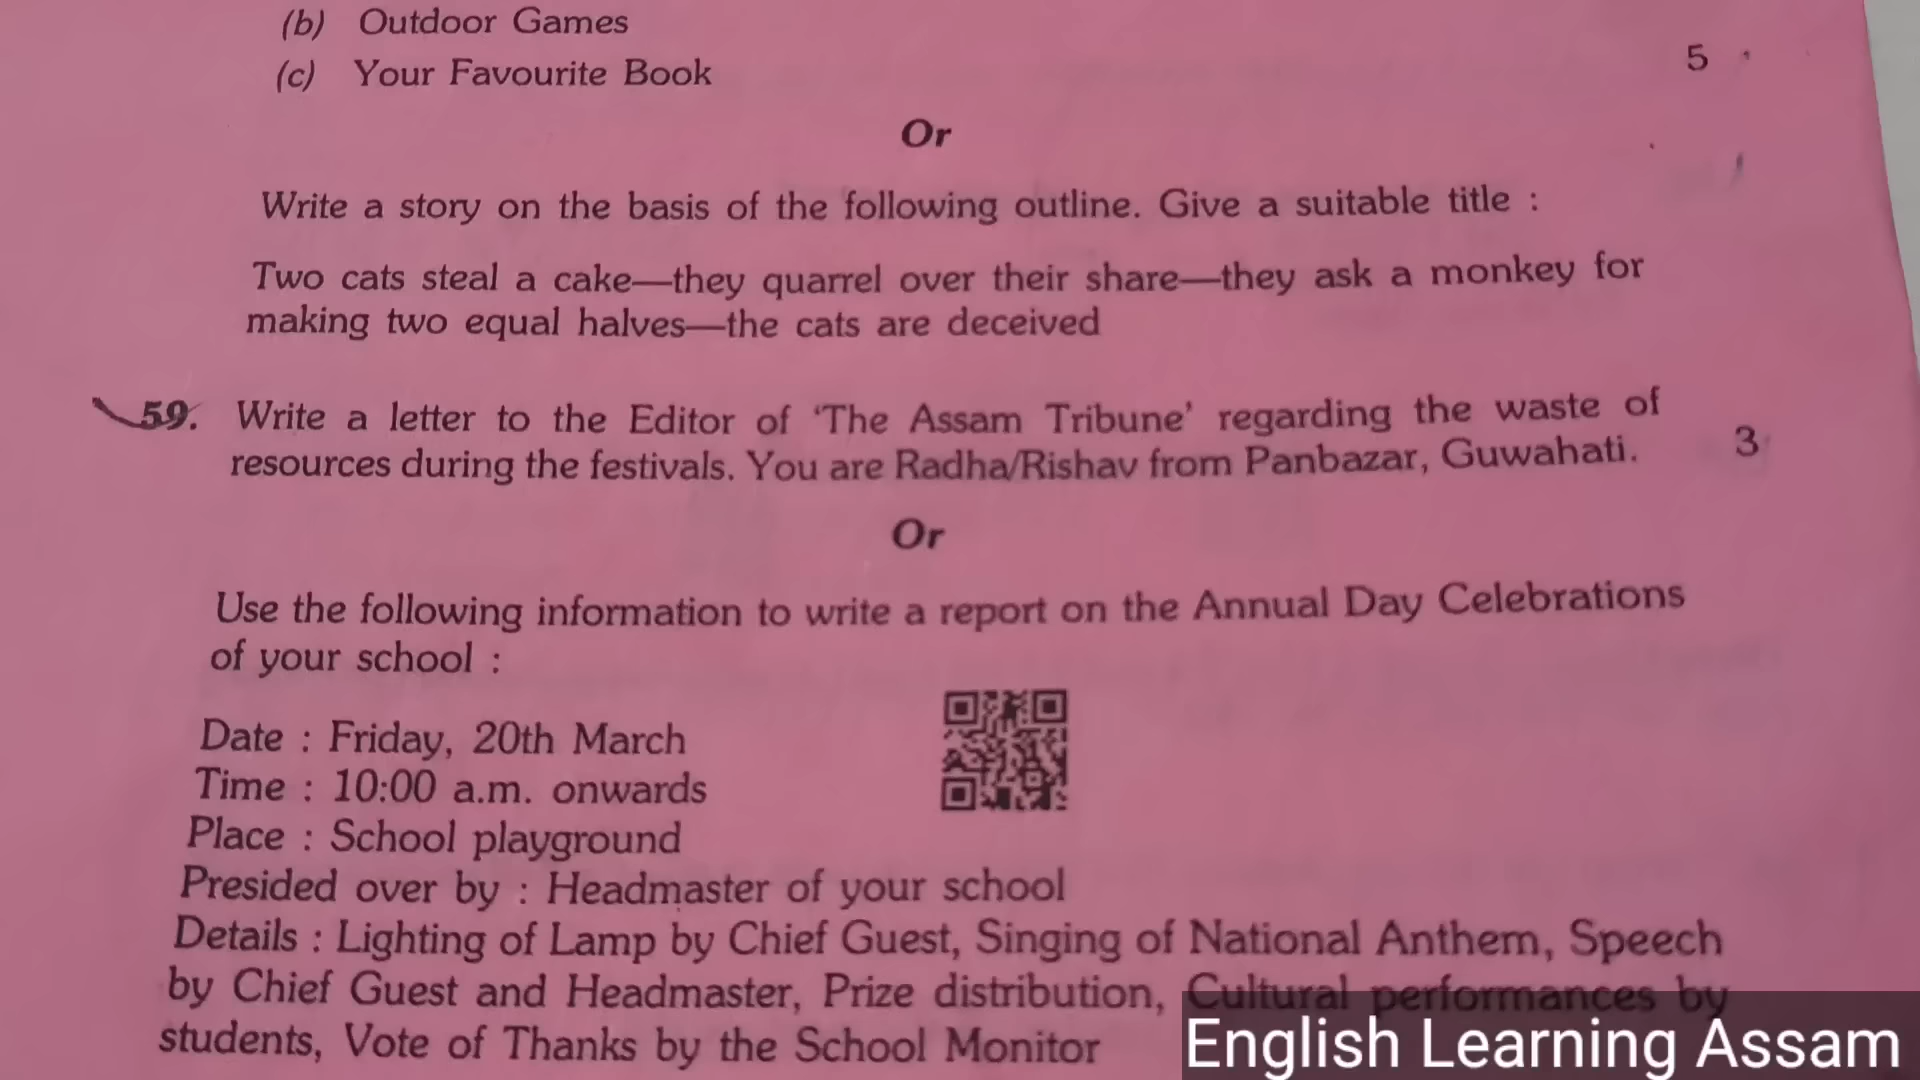 (b) Outdoor Games
(c) Your Favourite Book
5
Or
Write a story on the basis of the following outline. Give a suitable title :
Two cats steal a cake—they quarrel over their share—they ask a monkey for
making two equal halves—the cats are deceived
59. Write a letter to the Editor of ‘The Assam Tribune’ regarding the waste of
resources during the festivals. You are Radha/Rishav from Panbazar, Guwahati.
3
Or
Use the following information to write a report on the Annual Day Celebrations
of your school :
Date : Friday, 20th March
Time : 10:00 a.m. onwards
Place : School playground
Presided over by : Headmaster of your school
Details : Lighting of Lamp by Chief Guest, Singing of National Anthem, Speech
by Chief Guest and Headmaster, Prize distribution, Cultural performances by
students, Vote of Thanks by the School Monitor
English Learning Assam